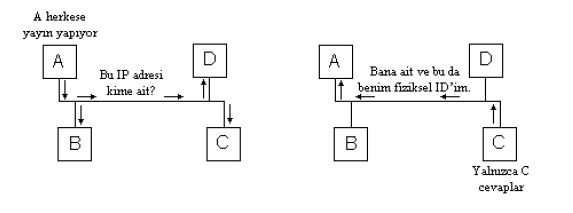 A herkese
yayın yapıyor
A
Bu IP adresi
kime ait?
D
B
C
A
Bana ait ve bu da
benim fiziksel ID'im.
D
B
C
Yalnızca C
cevaplar